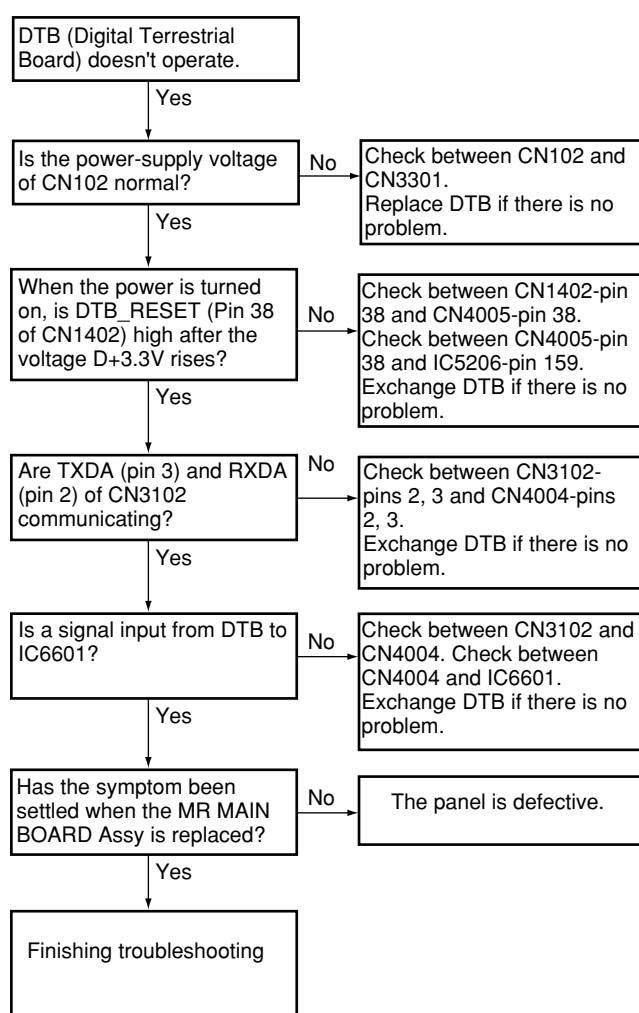 DTB (Digital Terrestrial
Board) doesn't operate.
Yes
Is the power-supply voltage
of CN102 normal?
No
Check between CN102 and
CN3301.
Replace DTB if there is no
problem.
Yes
When the power is turned
on, is DTB_RESET (Pin 38
of CN1402) high after the
voltage D+3.3V rises?
No
Check between CN1402-pin
38 and CN4005-pin 38.
Check between CN4005-pin
38 and IC5206-pin 159.
Exchange DTB if there is no
problem.
Yes
Are TXDA (pin 3) and RXDA
(pin 2) of CN3102
communicating?
No
Check between CN3102-
pins 2, 3 and CN4004-pins
2, 3.
Exchange DTB if there is no
problem.
Yes
Is a signal input from DTB to
IC6601?
No
Check between CN3102 and
CN4004. Check between
CN4004 and IC6601.
Exchange DTB if there is no
problem.
Yes
Has the symptom been
settled when the MR MAIN
BOARD Assy is replaced?
No
The panel is defective.
Yes
Finishing troubleshooting